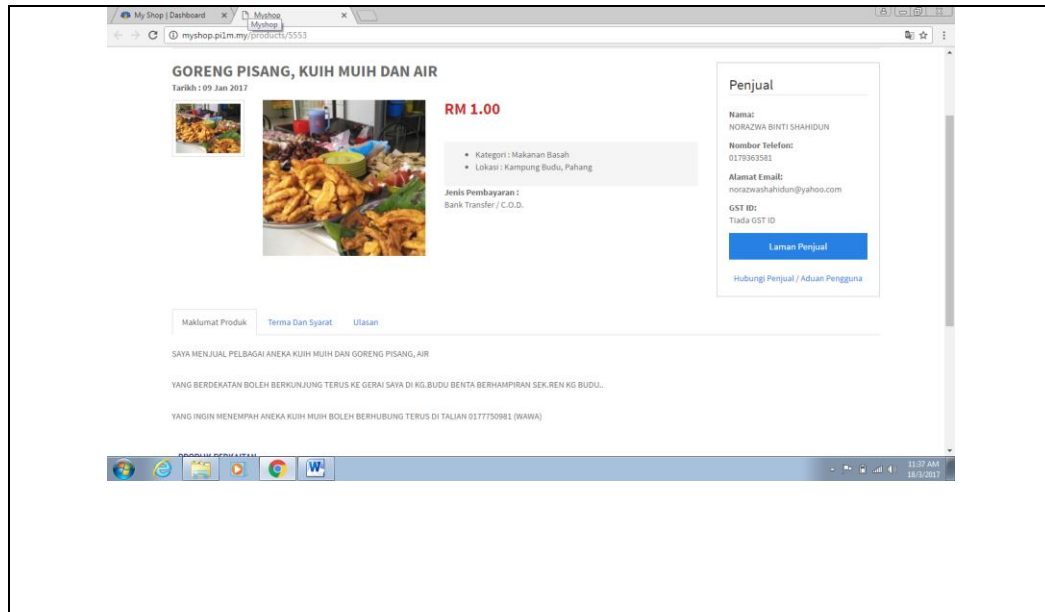 My Shop | Dashboard
Myshop
Myshop
myshop.pi1m.my/products/5553
GORENG PISANG, KUIH MUIH DAN AIR
Tarikh : 09 Jan 2017
RM 1.00
Kategori : Makanan Basah
Lokasi : Kampung Budu, Pahang
Jenis Pembayaran :
Bank Transfer / C.O.D.
Penjual
Nama:
NORAZWA BINTI SHAHIDUN
Nombor Telefon:
0179363581
Alamat Email:
norazwashahidun@yahoo.com
GST ID:
Tiada GST ID
Laman Penjual
Hubungi Penjual / Aduan Pengguna
Maklumat Produk Terma Dan Syarat Ulasan
SAYA MENJUAL PELBAGAI ANEKA KUIH MUIH DAN GORENG PISANG, AIR
YANG BERDEKATAN BOLEH BERKUNJUNG TERUS KE GERAI SAYA DI KG.BUDU BENTA BERHAMPIRAN SEK.REN KG BUDU..
YANG INGIN MENEMPAH ANEKA KUIH MUIH BOLEH BERHUBUNG TERUS DI TALIAN 0177750981 (WAWA)
PRODUK BERKAITAN
11:37 AM
16/3/2017